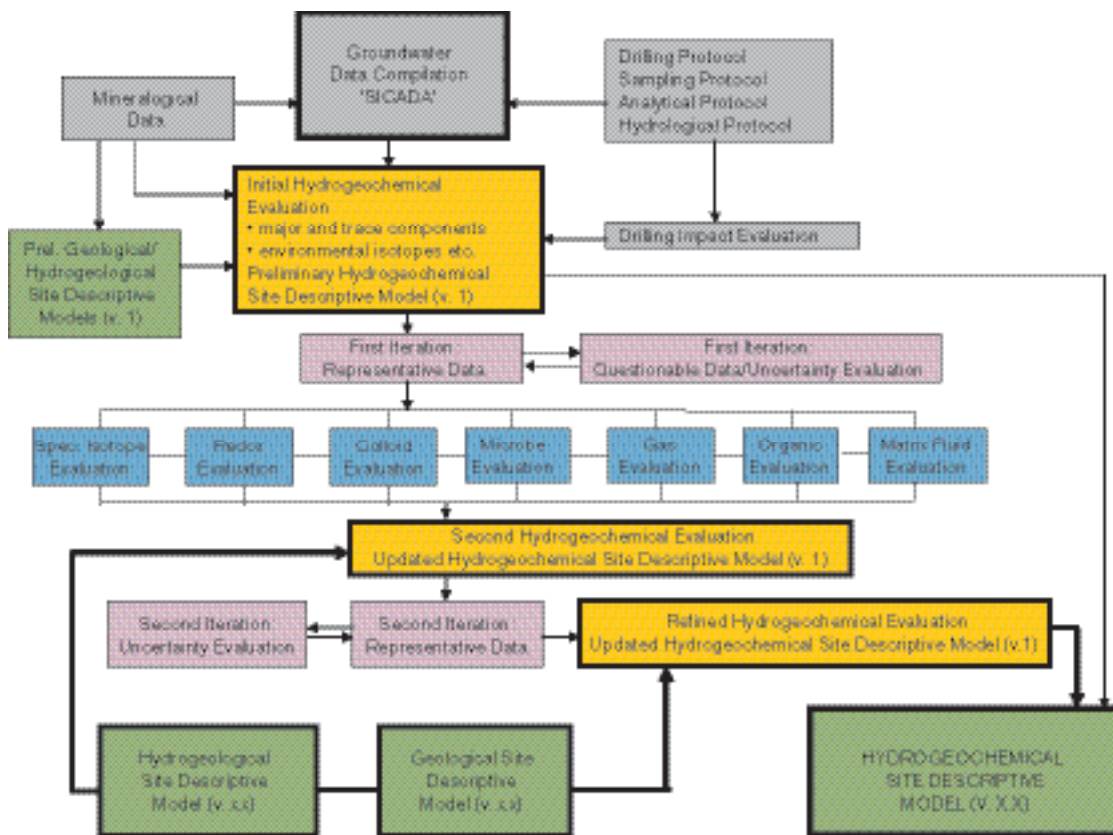 Groundwater
Data Compilation
'SICADA'
Drilling Protocol
Sampling Protocol
Analytical Protocol
Hydrological Protocol
Mineralogical
Data
Initial Hydrogeochemical
Evaluation
• major and trace components
• environmental isotopes etc.
Preliminary Hydrogeochemical
Site Descriptive Model (v. 1)
Drilling Impact Evaluation
Prel. Geological/
Hydrogeological
Site Descriptive
Models (v. 1)
First Iteration:
Representative Data
First Iteration:
Questionable Data/Uncertainty Evaluation
Spec. Isotope
Evaluation
Redox
Evaluation
Colloid
Evaluation
Microbe
Evaluation
Gas
Evaluation
Organic
Evaluation
Matrix Fluid
Evaluation
Second Hydrogeochemical Evaluation
Updated Hydrogeochemical Site Descriptive Model (v. 1)
Second Iteration:
Uncertainty Evaluation
Second Iteration:
Representative Data
Refined Hydrogeochemical Evaluation
Updated Hydrogeochemical Site Descriptive Model (v.1)
Hydrogeological
Site Descriptive
Model (v. x.x)
Geological Site
Descriptive
Model (v. x.x)
HYDROGEOCHEMICAL
SITE DESCRIPTIVE
MODEL (V. X.X)